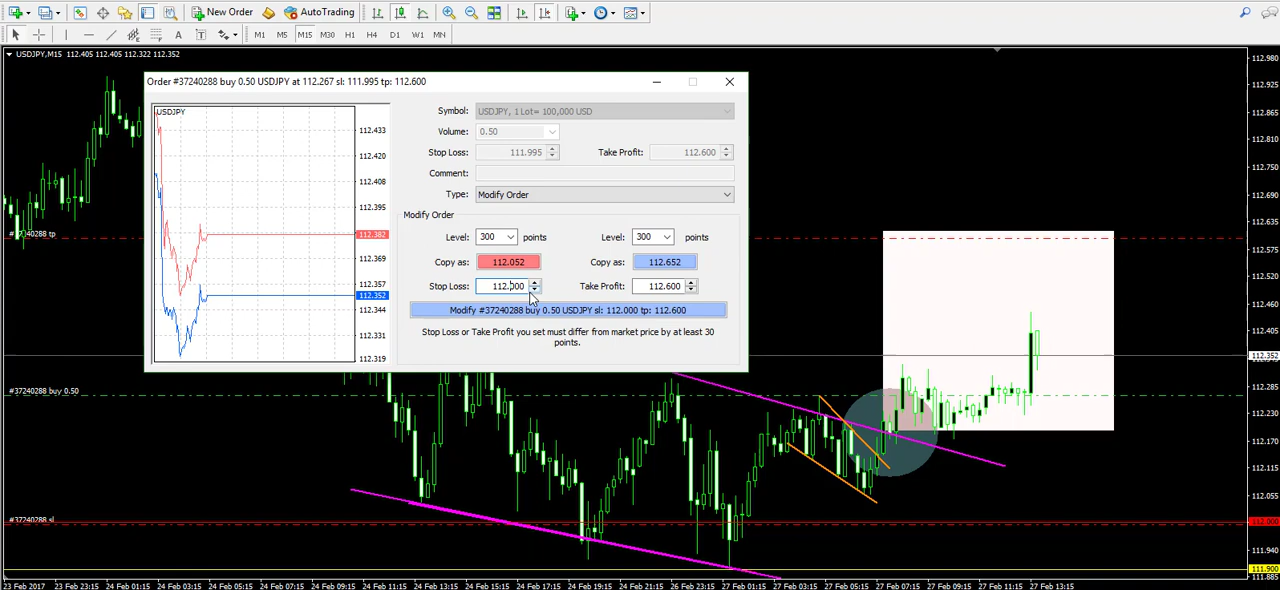 New Order AutoTrading
A T M1 M5 M15 M30 H1 H4 D1 W1 MN
USDJPY,M15 112.405 112.405 112.322 112.352
Order #37240288 buy 0.50 USDJPY at 112.267 sl: 111.995 tp: 112.600
USDJPY
112.433
112.420
112.408
112.395
112.382
112.369
112.357
112.352
112.344
112.331
112.319
Symbol: USDJPY, 1 Lot= 100,000 USD
Volume: 0.50
Stop Loss: 111.995 Take Profit: 112.600
Comment:
Type: Modify Order
Modify Order
Level: 300 points Level: 300 points
Copy as: 112.052 Copy as: 112.652
Stop Loss: 112.000 Take Profit: 112.600
Modify #37240288 buy 0.50 USDJPY sl: 112.000 tp: 112.600
Stop Loss or Take Profit you set must differ from market price by at least 30
points.
#37240288 tp
#37240288 buy 0.50
#37240288 sl
112.980
112.925
112.865
112.810
112.750
112.695
112.635
112.580
112.520
112.465
112.405
112.352
112.285
112.230
112.170
112.115
112.055
112.000
111.940
111.900
111.885
23 Feb 2017 23 Feb 23:15 24 Feb 01:15 24 Feb 03:15 24 Feb 05:15 24 Feb 07:15 24 Feb 09:15 24 Feb 11:15 24 Feb 13:15 24 Feb 15:15 24 Feb 17:15 24 Feb 19:15 24 Feb 21:15 26 Feb 23:15 27 Feb 01:15 27 Feb 03:15 27 Feb 05:15 27 Feb 07:15 27 Feb 09:15 27 Feb 11:15 27 Feb 13:15